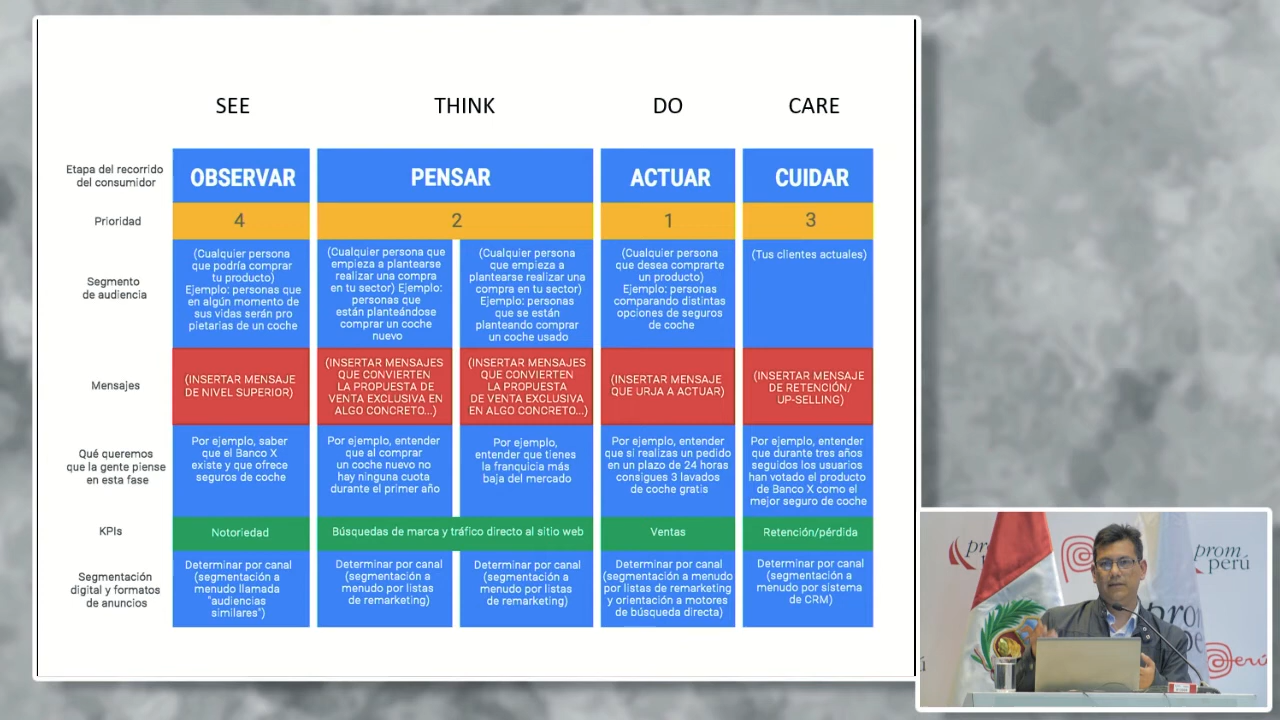 SEE THINK DO CARE
Etapa del recorrido
del consumidor
OBSERVAR PENSAR ACTUAR CUIDAR
Prioridad
4 2 1 3
Segmento
de audiencia
(Cualquier persona
que podría comprar
tu producto)
Ejemplo: personas que
en algún momento de
sus vidas serán pro
pietarias de un coche
(Cualquier persona que
empieza a plantearse
realizar una compra
en tu sector) Ejemplo:
personas que
están planteándose
comprar un coche
nuevo
(Cualquier persona
que empieza a
plantearse realizar una
compra en tu sector)
Ejemplo: personas
que se están
planteando comprar
un coche usado
(Cualquier persona
que desea comprarte
un producto)
Ejemplo: personas
comparando distintas
opciones de seguros
de coche
(Tus clientes actuales)
Mensajes
(INSERTAR MENSAJE
DE NIVEL SUPERIOR)
(INSERTAR MENSAJES
QUE CONVIERTEN
LA PROPUESTA DE
VENTA EXCLUSIVA EN
ALGO CONCRETO...)
(INSERTAR MENSAJES
QUE CONVIERTEN
LA PROPUESTA
DE VENTA EXCLUSIVA
EN ALGO CONCRETO...)
(INSERTAR MENSAJE
QUE URJA A ACTUAR)
(INSERTAR MENSAJE
DE RETENCIÓN/
UP-SELLING)
Qué queremos
que la gente piense
en esta fase
Por ejemplo, saber
que el Banco X
existe y que ofrece
seguros de coche
Por ejemplo, entender
que al comprar
un coche nuevo no
hay ninguna cuota
durante el primer año
Por ejemplo,
entender que tienes
la franquicia más
baja del mercado
Por ejemplo, entender
que si realizas un pedido
en un plazo de 24 horas
consigues 3 lavados
de coche gratis
Por ejemplo, entender
que durante tres años
seguidos los usuarios
han votado el producto
de Banco X como el
mejor seguro de coche
KPIs
Notoriedad
Búsquedas de marca y tráfico directo al sitio web
Ventas
Retención/pérdida
Segmentación
digital y formatos
de anuncios
Determinar por canal
(segmentación a
menudo llamada
"audiencias
similares")
Determinar por canal
(segmentación a
menudo por listas
de remarketing)
Determinar por canal
(segmentación a
menudo por listas
de remarketing)
Determinar por canal
(segmentación a menudo
por listas de remarketing
y orientación a motores
de búsqueda directa)
Determinar por canal
(segmentación a
menudo por sistema
de CRM)
prom
perú
Perú